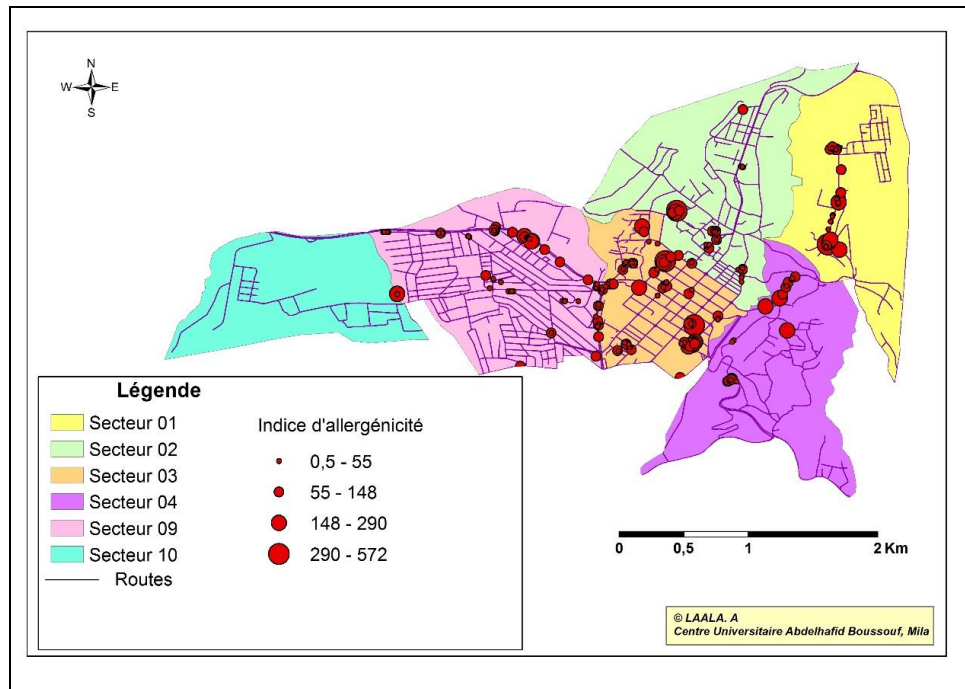 N
W E
S
Légende
Secteur 01
Secteur 02
Secteur 03
Secteur 04
Secteur 09
Secteur 10
Routes
Indice d'allergénicité
0,5 - 55
55 - 148
148 - 290
290 - 572
0 0,5 1 2 Km
© LAALA. A
Centre Universitaire Abdelhafid Boussouf, Mila